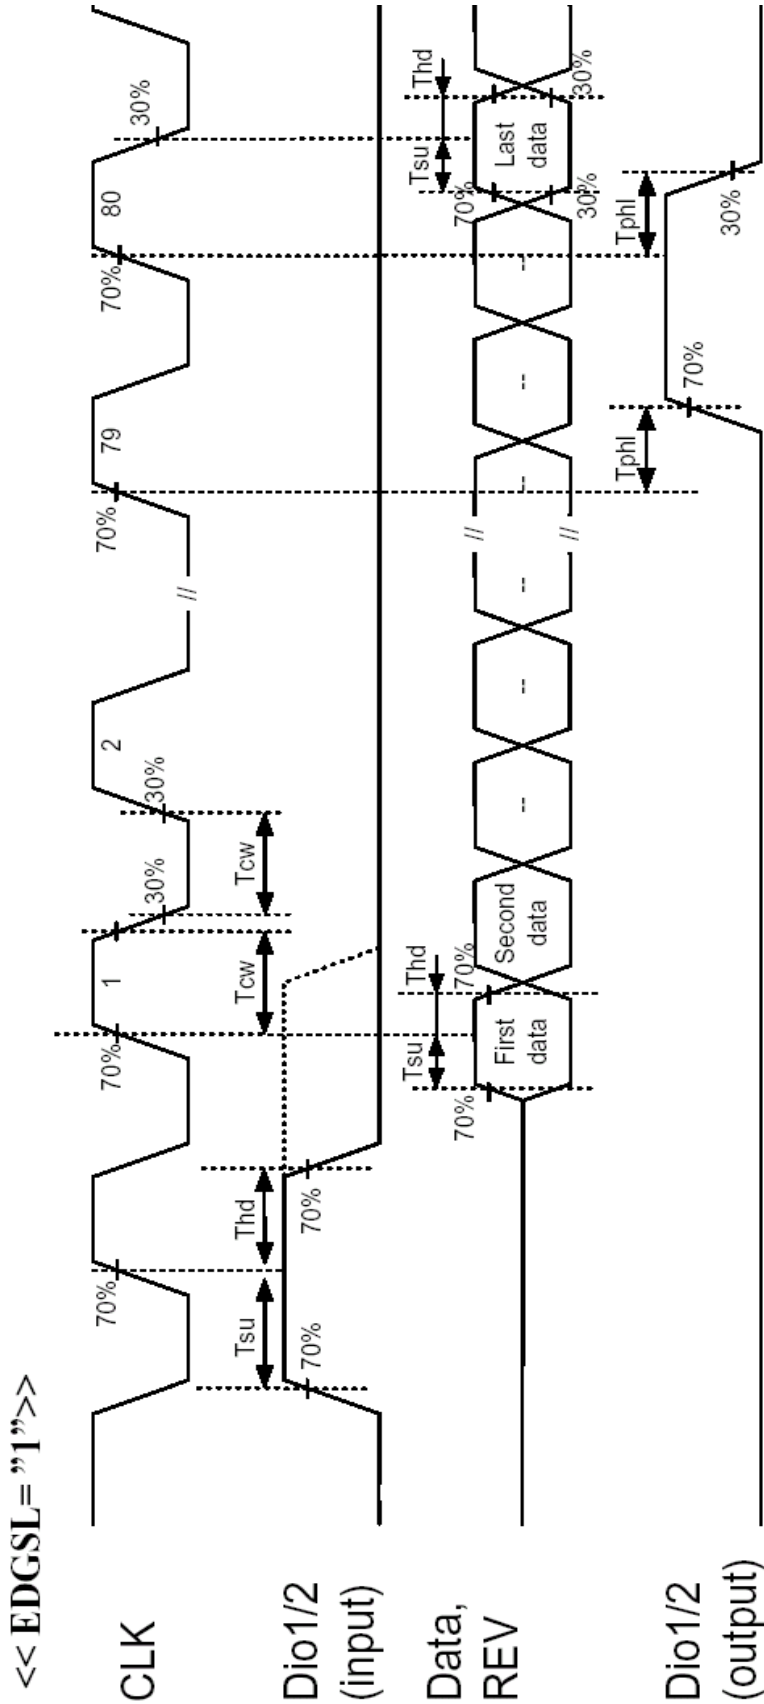 << EDGSL= ”1”>>
CLK
70%
70%
1
30%
30%
2
//
70%
79
70%
80
30%
Tcw
Tcw
Dio1/2
(input)
Tsu
Thd
70%
70%
Data,
REV
Tsu
Thd
70%
70%
First
data
Second
data
--
--
--
//
//
--
--
--
Tsu
Thd
70%
30%
Last
data
30%
Dio1/2
(output)
Tphl
70%
Tphl
30%